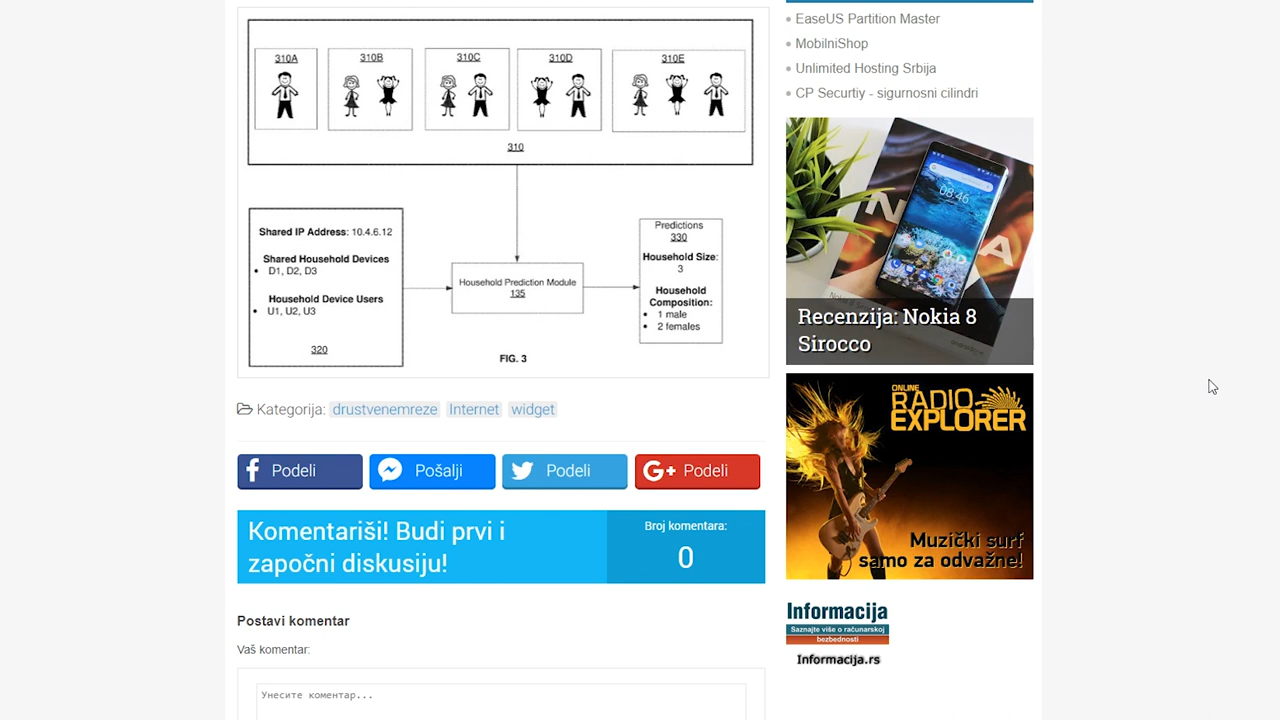 310A
310B
310C
310D
310E
310
Shared IP Address: 10.4.6.12
Shared Household Devices
• D1, D2, D3
Household Device Users
• U1, U2, U3
320
Household Prediction Module
135
Predictions
330
Household Size:
3
Household
Composition:
• 1 male
• 2 females
FIG. 3
Kategorija: drustvenemreze Internet widget
Podeli
Pošalji
Podeli
G+ Podeli
Komentariši! Budi prvi i
započni diskusiju!
Broj komentara:
0
Postavi komentar
Vaš komentar:
Унесите коментар...
EaseUS Partition Master
MobilniShop
Unlimited Hosting Srbija
CP Securtiy - sigurnosni cilindri
08:46
Recenzija: Nokia 8
Sirocco
ONLINE
RADIO
EXPLORER
Muzički surf
samo za odvažne!
Informacija
Saznajte više o računarskoj
bezbednosti
Informacija.rs